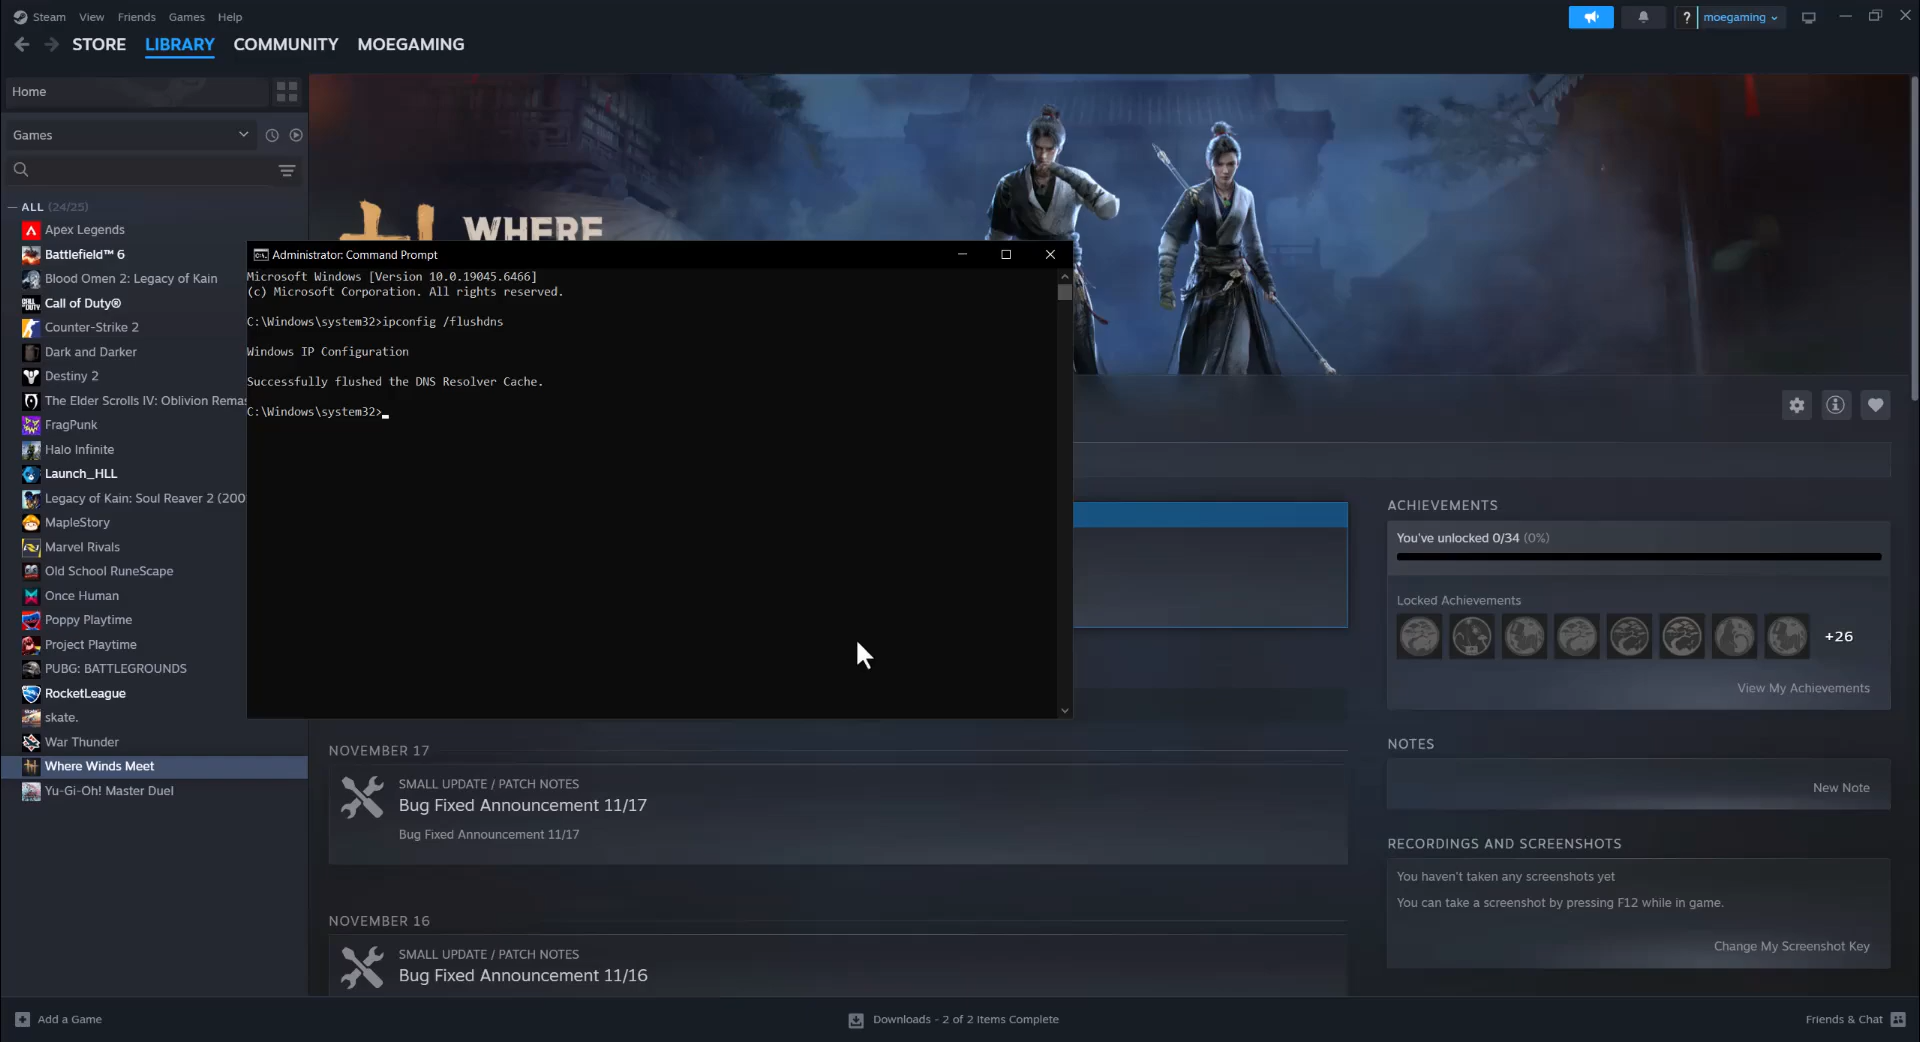 Steam View Friends Games Help
? moegaming
STORE LIBRARY COMMUNITY MOEGAMING
Home
Games
ALL (24/25)
Apex Legends
Battlefield™ 6
Blood Omen 2: Legacy of Kain
Call of Duty®
Counter-Strike 2
Dark and Darker
Destiny 2
The Elder Scrolls IV: Oblivion Remas
FragPunk
Halo Infinite
Launch_HLL
Legacy of Kain: Soul Reaver 2 (200
MapleStory
Marvel Rivals
Old School RuneScape
Once Human
Poppy Playtime
Project Playtime
PUBG: BATTLEGROUNDS
RocketLeague
skate.
War Thunder
Where Winds Meet
Yu-Gi-Oh! Master Duel
WHERE
Administrator: Command Prompt
Microsoft Windows [Version 10.0.19045.6466]
(c) Microsoft Corporation. All rights reserved.
C:\Windows\system32>ipconfig /flushdns
Windows IP Configuration
Successfully flushed the DNS Resolver Cache.
C:\Windows\system32>
NOVEMBER 17
SMALL UPDATE / PATCH NOTES
Bug Fixed Announcement 11/17
Bug Fixed Announcement 11/17
NOVEMBER 16
SMALL UPDATE / PATCH NOTES
Bug Fixed Announcement 11/16
ACHIEVEMENTS
You've unlocked 0/34 (0%)
Locked Achievements
+26
View My Achievements
NOTES
New Note
RECORDINGS AND SCREENSHOTS
You haven't taken any screenshots yet
You can take a screenshot by pressing F12 while in game.
Change My Screenshot Key
Add a Game
Downloads - 2 of 2 Items Complete
Friends & Chat